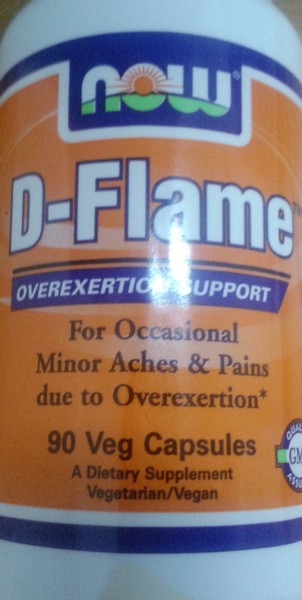 NOW®
D-Flame™
OVEREXERTION SUPPORT
For Occasional
Minor Aches & Pains
due to Overexertion*
90 Veg Capsules
A Dietary Supplement
Vegetarian/Vegan